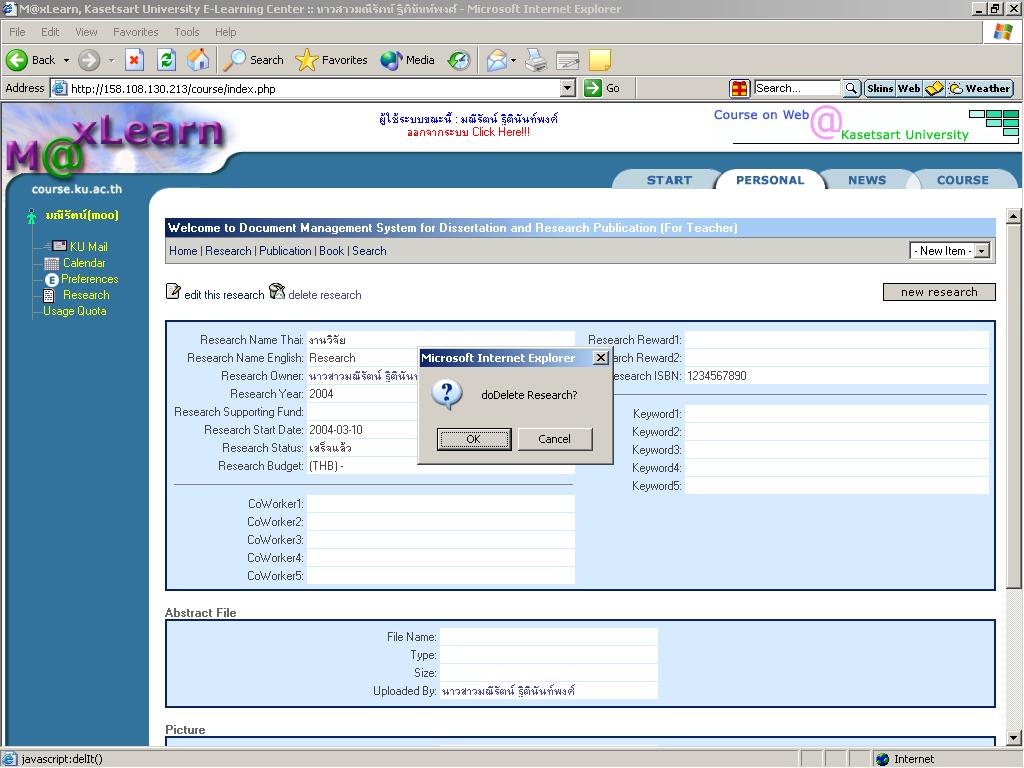 M@xLearn, Kasetsart University E-Learning Center :: นางสาวมณีรัตน์ ฐิตินันท์พงศ์ - Microsoft Internet Explorer
File Edit View Favorites Tools Help
Back Search Favorites Media
Address http://158.108.130.213/course/index.php Go Search... Skins Web Weather
M@xLearn
ผู้ใช้ระบบขณะนี้ : มณีรัตน์ ฐิตินันท์พงศ์
ออกจากระบบ Click Here!!!
Course on Web @ Kasetsart University
course.ku.ac.th
START PERSONAL NEWS COURSE
มณีรัตน์(moo)
KU Mail
Calendar
Preferences
Research
Usage Quota
Welcome to Document Management System for Dissertation and Research Publication (For Teacher)
Home | Research | Publication | Book | Search
- New Item -
edit this research delete research
new research
Research Name Thai: งานวิจัย
Research Name English: Research
Research Owner: นางสาวมณีรัตน์
Research Year: 2004
Research Supporting Fund:
Research Start Date: 2004-03-10
Research Status: เสร็จแล้ว
Research Budget: (THB) -
CoWorker1:
CoWorker2:
CoWorker3:
CoWorker4:
CoWorker5:
Research Reward1:
Reward2:
ISBN: 1234567890
Keyword1:
Keyword2:
Keyword3:
Keyword4:
Keyword5:
Microsoft Internet Explorer
doDelete Research?
OK Cancel
Abstract File
File Name:
Type:
Size:
Uploaded By: นางสาวมณีรัตน์ ฐิตินันท์พงศ์
Picture
javascript:delIt()
Internet